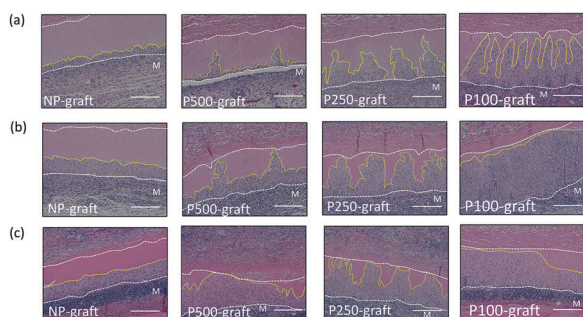 (a)
M
NP-graft
M
P500-graft
M
P250-graft
M
P100-graft
(b)
M
NP-graft
M
P500-graft
M
P250-graft
M
P100-graft
(c)
M
NP-graft
M
P500-graft
M
P250-graft
M
P100-graft